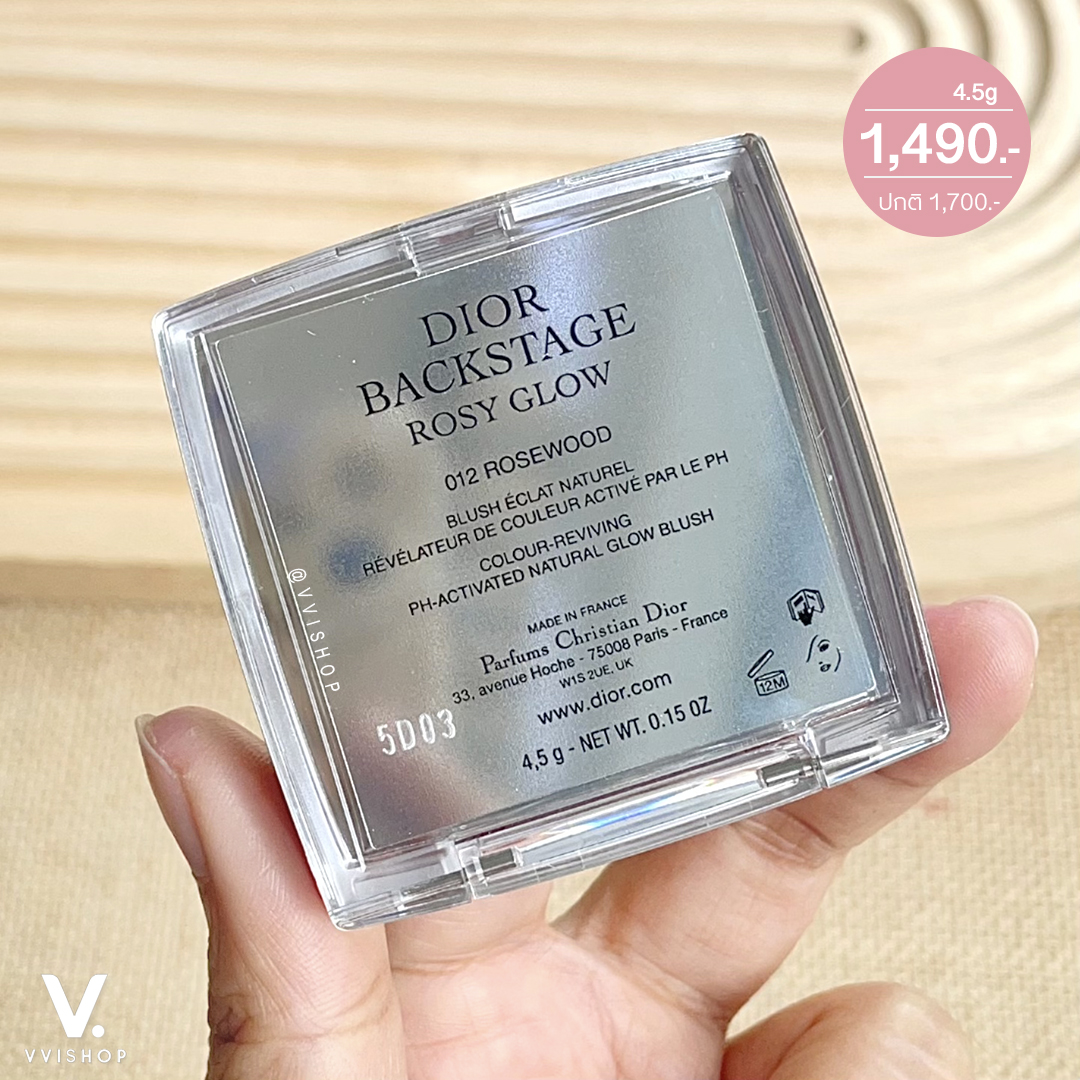 4.5g
1,490.-
ปกติ 1,700.-
DIOR
BACKSTAGE
ROSY GLOW
012 ROSEWOOD
BLUSH ÉCLAT NATUREL
RÉVÉLATEUR DE COULEUR ACTIVÉ PAR LE PH
COLOUR-REVIVING
PH-ACTIVATED NATURAL GLOW BLUSH
MADE IN FRANCE
Parfums Christian Dior
33, avenue Hoche - 75008 Paris - France
W1S 2UE, UK
www.dior.com
4,5 g - NET WT. 0.15 OZ
12M
5D03
@VVISHOP
V.
VVISHOP